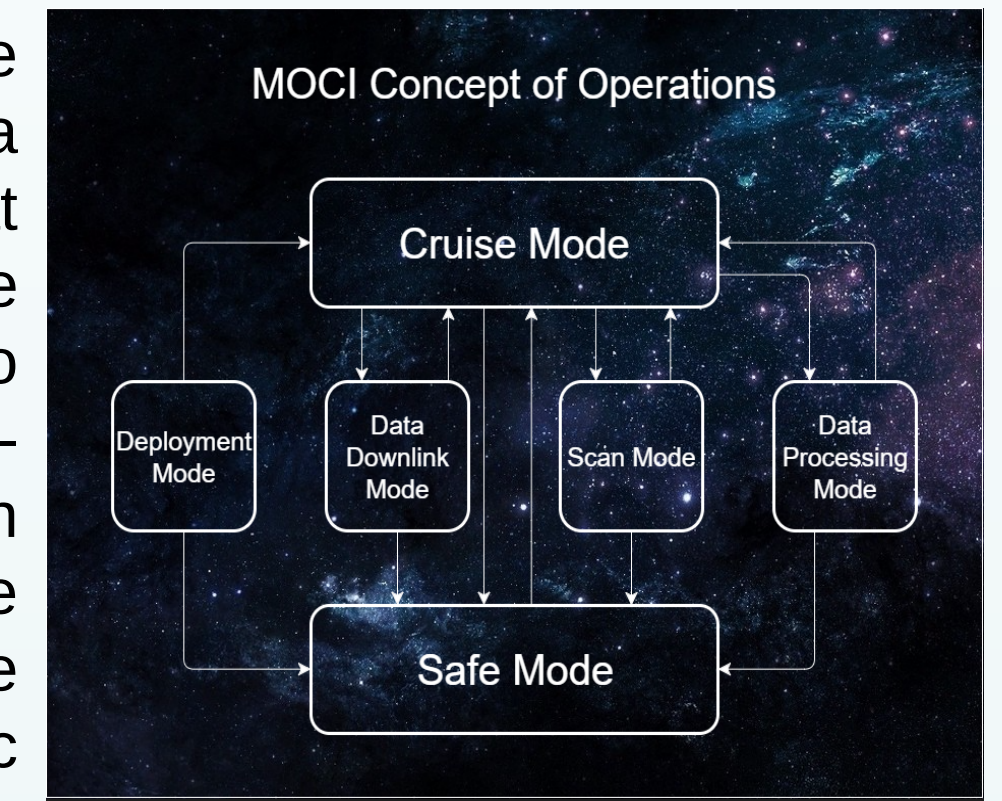 e
a
t
e
o
–
n
e
e
c
MOCI Concept of Operations
Cruise Mode
Deployment
Mode
Data
Downlink
Mode
Scan Mode
Data
Processing
Mode
Safe Mode